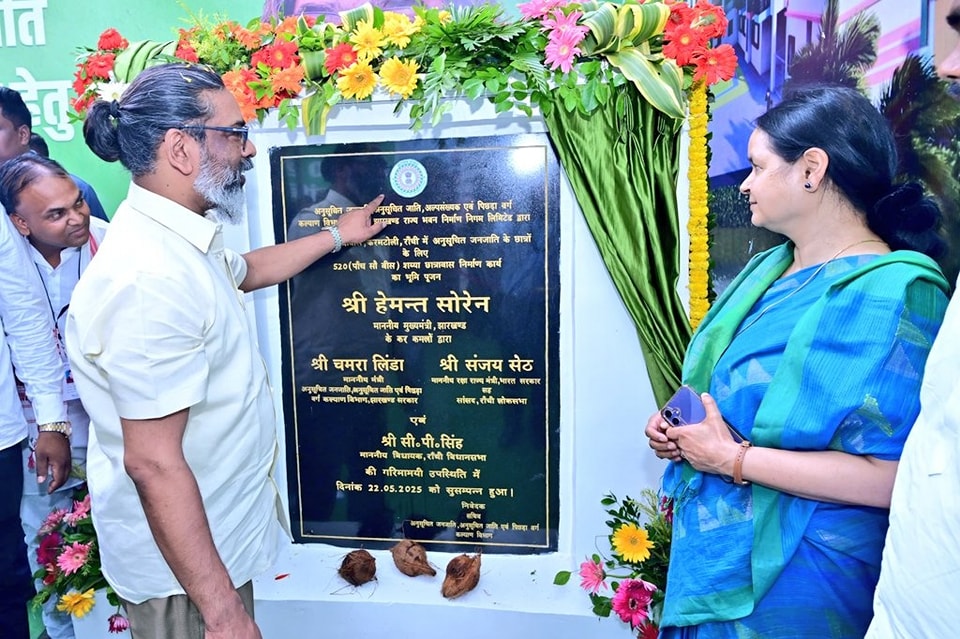 हेतु
अनुसूचित जनजाति, अनुसूचित जाति, अल्पसंख्यक एवं पिछड़ा वर्ग
कल्याण विभाग झारखण्ड राज्य भवन निर्माण निगम लिमिटेड द्वारा
करमटोली, राँची में अनुसूचित जनजाति के छात्रों
के लिए
520 (पाँच सौ बीस) शय्या छात्रावास निर्माण कार्य
का भूमि पूजन
श्री हेमन्त सोरेन
माननीय मुख्यमंत्री, झारखण्ड
के कर कमलों द्वारा
श्री चमरा लिंडा
माननीय मंत्री
अनुसूचित जनजाति, अनुसूचित जाति एवं पिछड़ा
वर्ग कल्याण विभाग, झारखण्ड सरकार
श्री संजय सेठ
माननीय रक्षा राज्य मंत्री, भारत सरकार
सह
सांसद, राँची लोकसभा
एवं
श्री सी॰ पी॰ सिंह
माननीय विधायक, राँची विधानसभा
की गरिमामयी उपस्थिति में
दिनांक 22.05.2025 को सुसम्पन्न हुआ।
निवेदक
सचिव
अनुसूचित जनजाति, अनुसूचित जाति एवं पिछड़ा वर्ग
कल्याण विभाग